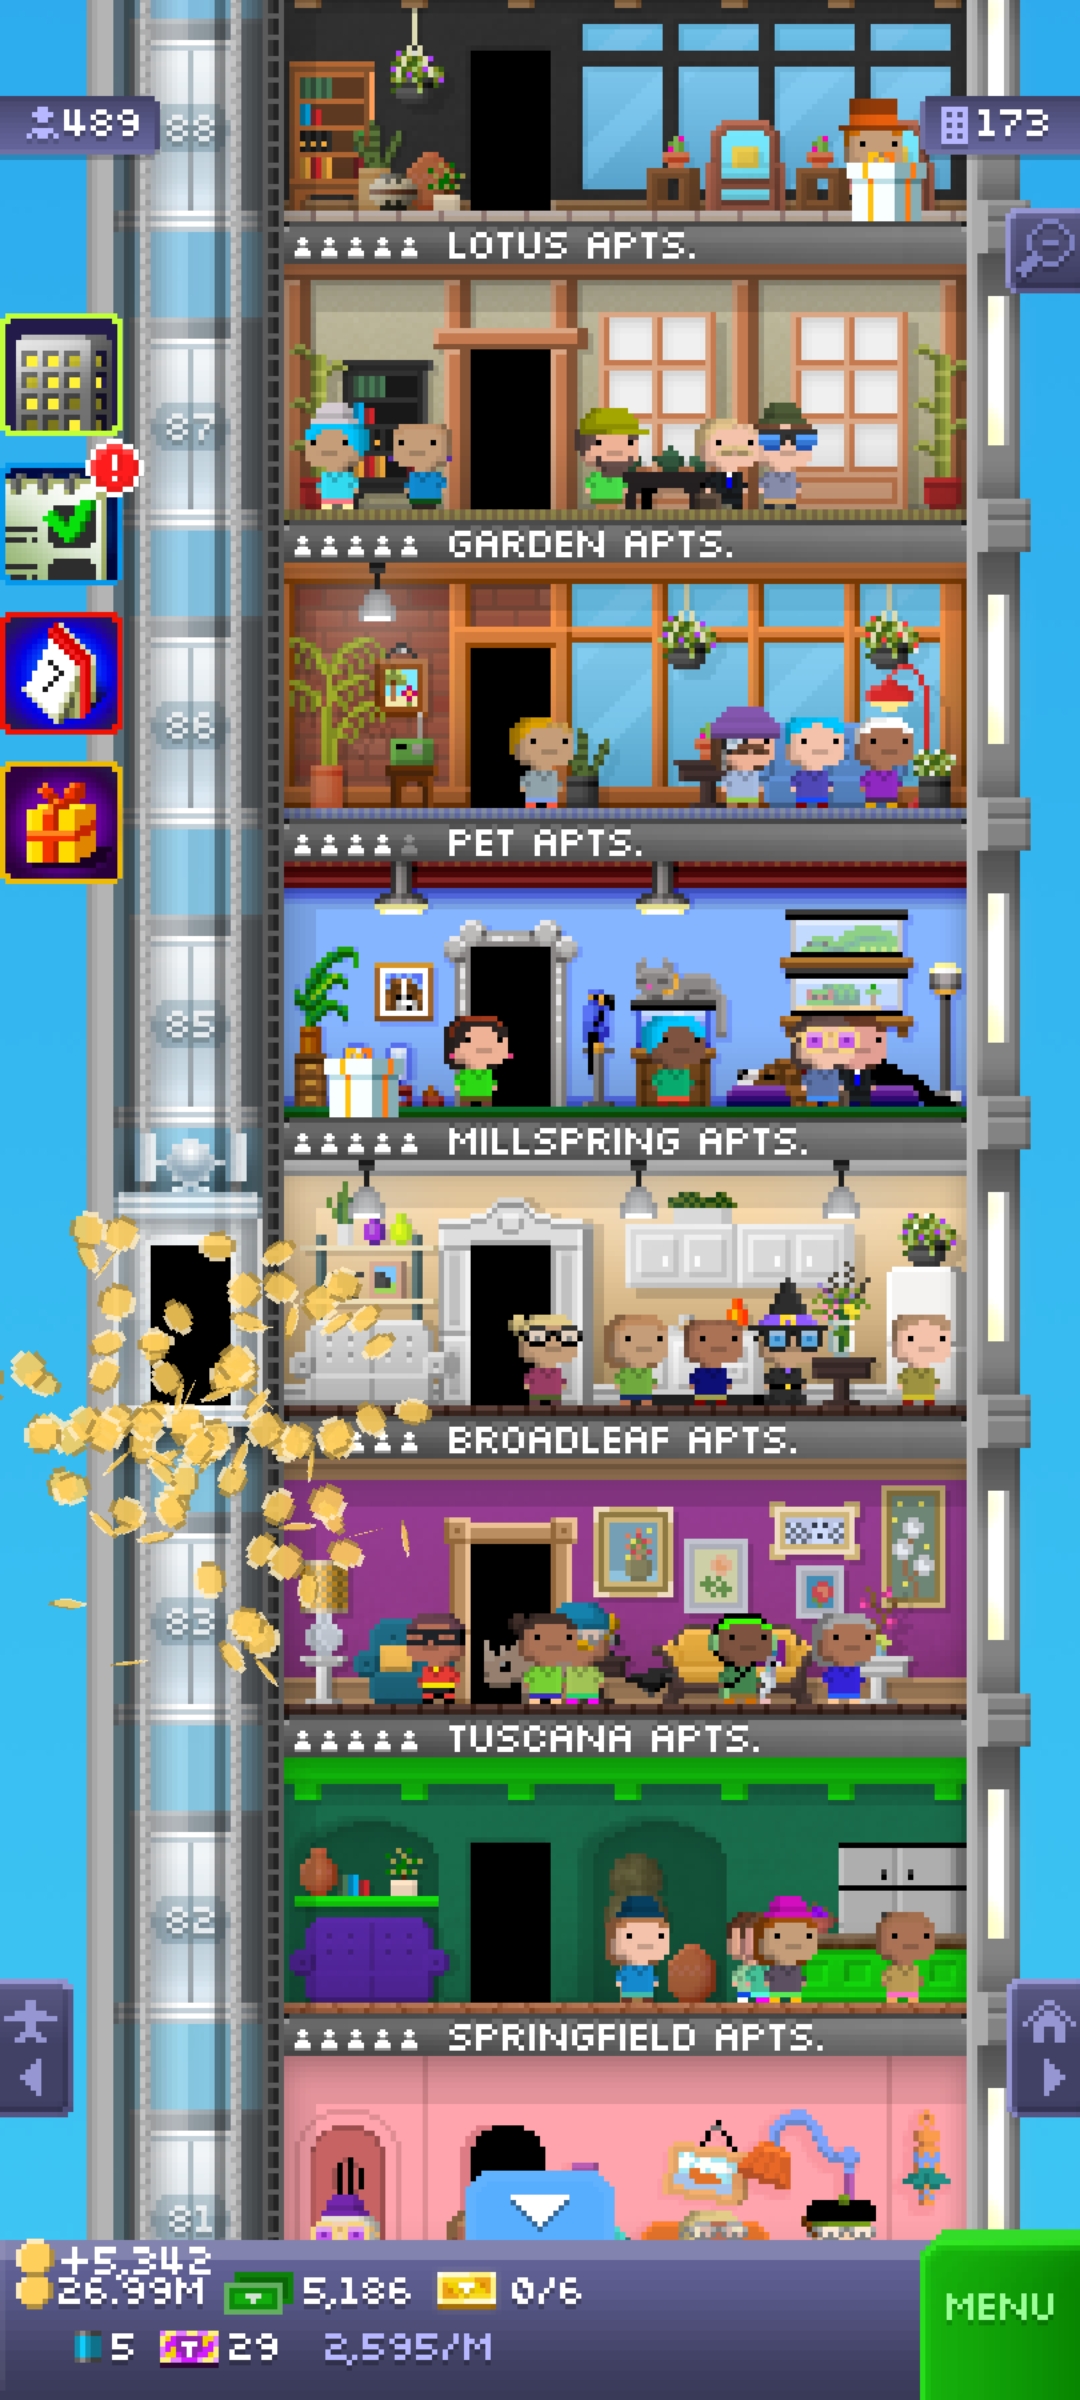 489
88
173
LOTUS APTS.
87
GARDEN APTS.
86
PET APTS.
85
MILLSPRING APTS.
BROADLEAF APTS.
83
TUSCANA APTS.
82
SPRINGFIELD APTS.
81
+5,342
26.99M 5,186 0/6
MENU
5 29 2,595/M